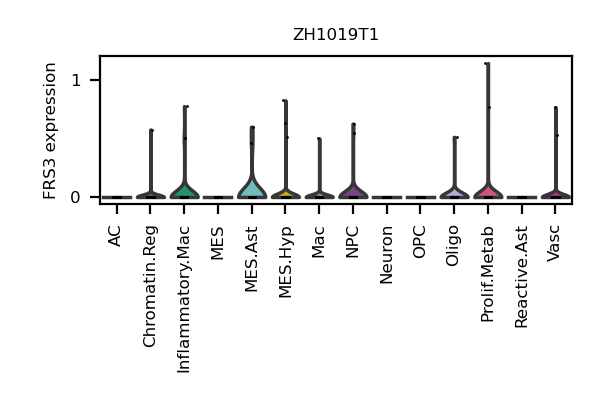 ZH1019T1
FRS3 expression
1
0
AC
Chromatin.Reg
Inflammatory.Mac
MES
MES.Ast
MES.Hyp
Mac
NPC
Neuron
OPC
Oligo
Prolif.Metab
Reactive.Ast
Vasc